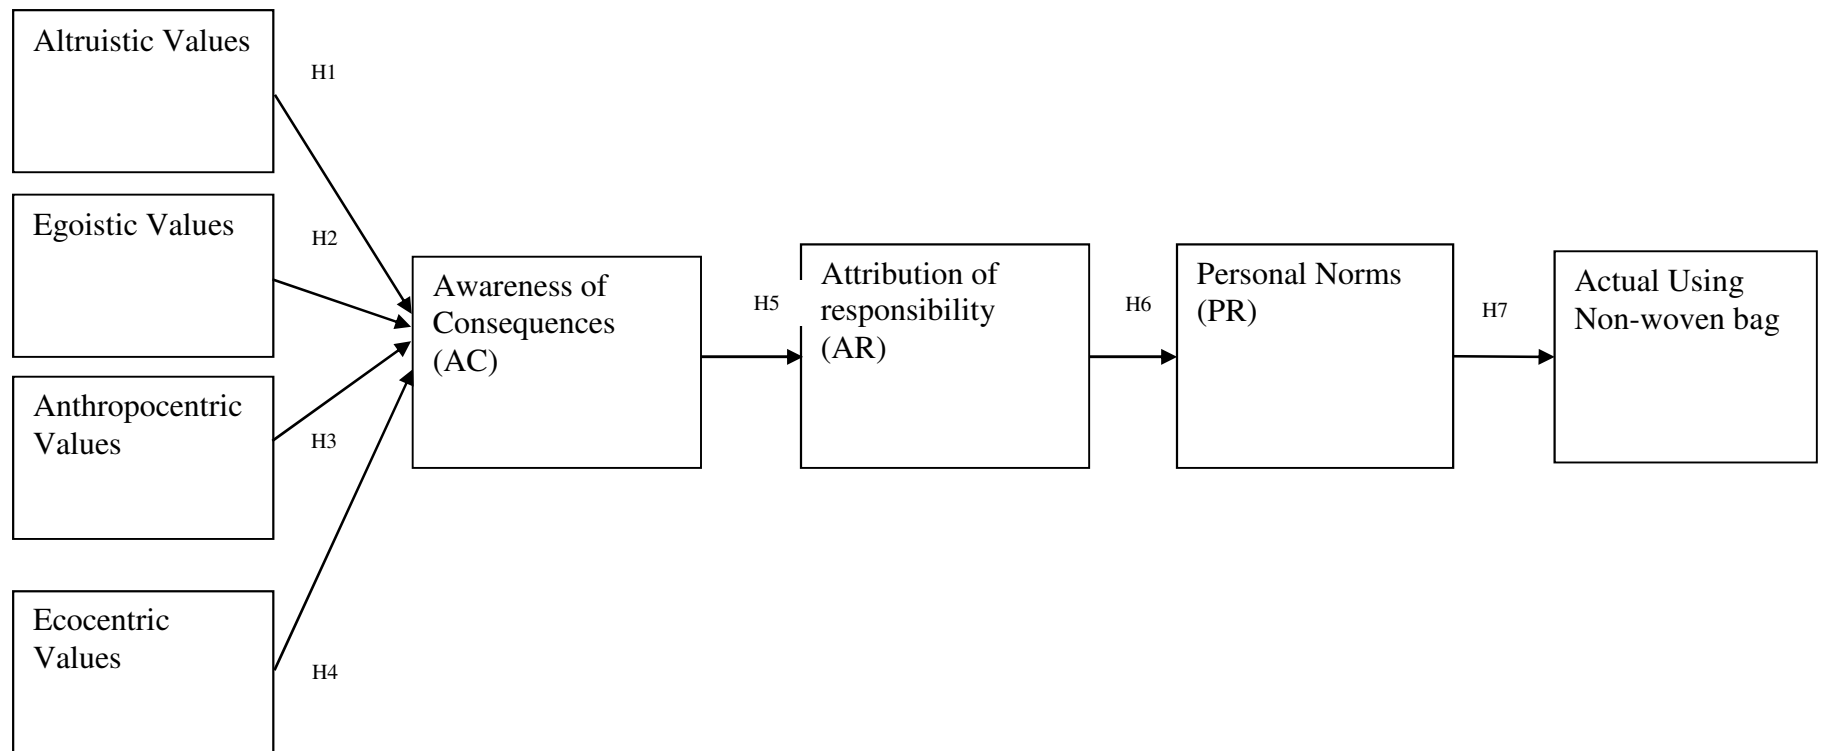 Altruistic Values
H1
Egoistic Values
H2
Anthropocentric
Values
H3
Ecocentric
Values
H4
Awareness of
Consequences
(AC)
H5
Attribution of
responsibility
(AR)
H6
Personal Norms
(PR)
H7
Actual Using
Non-woven bag